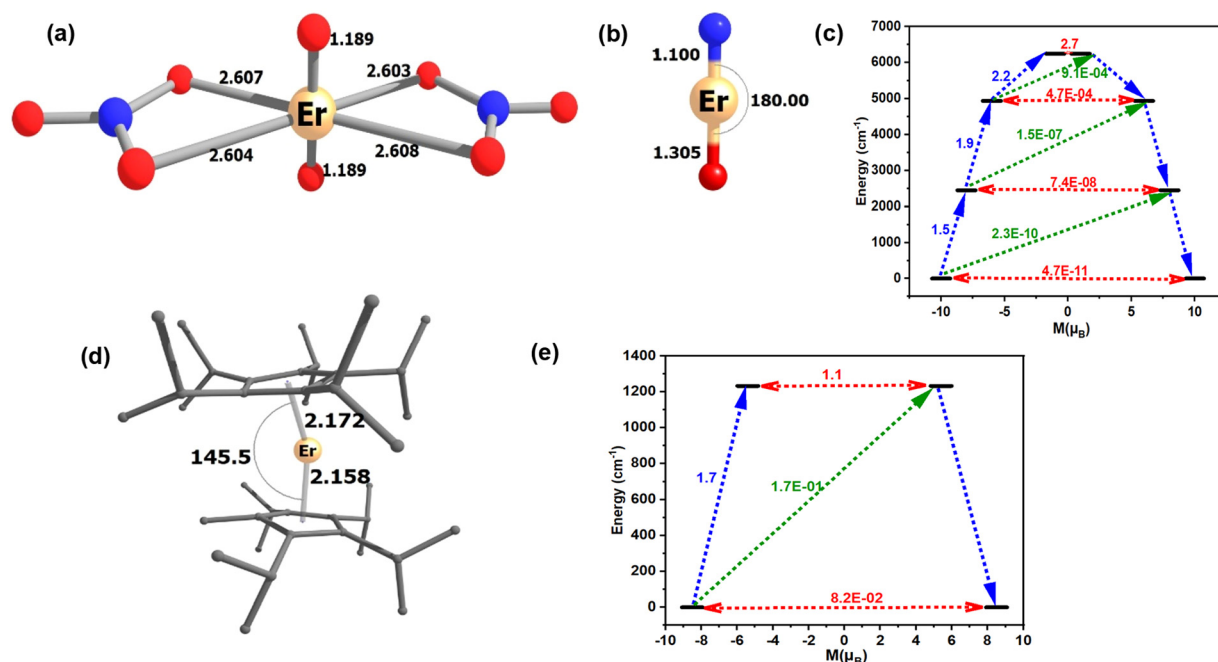 (a)
1.189
2.607
2.603
Er
2.604
2.608
1.189
(b)
1.100
Er
180.00
1.305
(c)
7000
6000
5000
4000
3000
2000
1000
0
Energy (cm⁻¹)
2.7
2.2
9.1E-04
4.7E-04
1.9
1.5E-07
7.4E-08
1.5
2.3E-10
4.7E-11
-10
-5
0
5
10
M(μB)
(d)
2.172
Er
145.5
2.158
(e)
1400
1200
1000
800
600
400
200
0
Energy (cm⁻¹)
1.1
1.7
1.7E-01
8.2E-02
-10 -8 -6 -4 -2 0 2 4 6 8 10
M(μB)